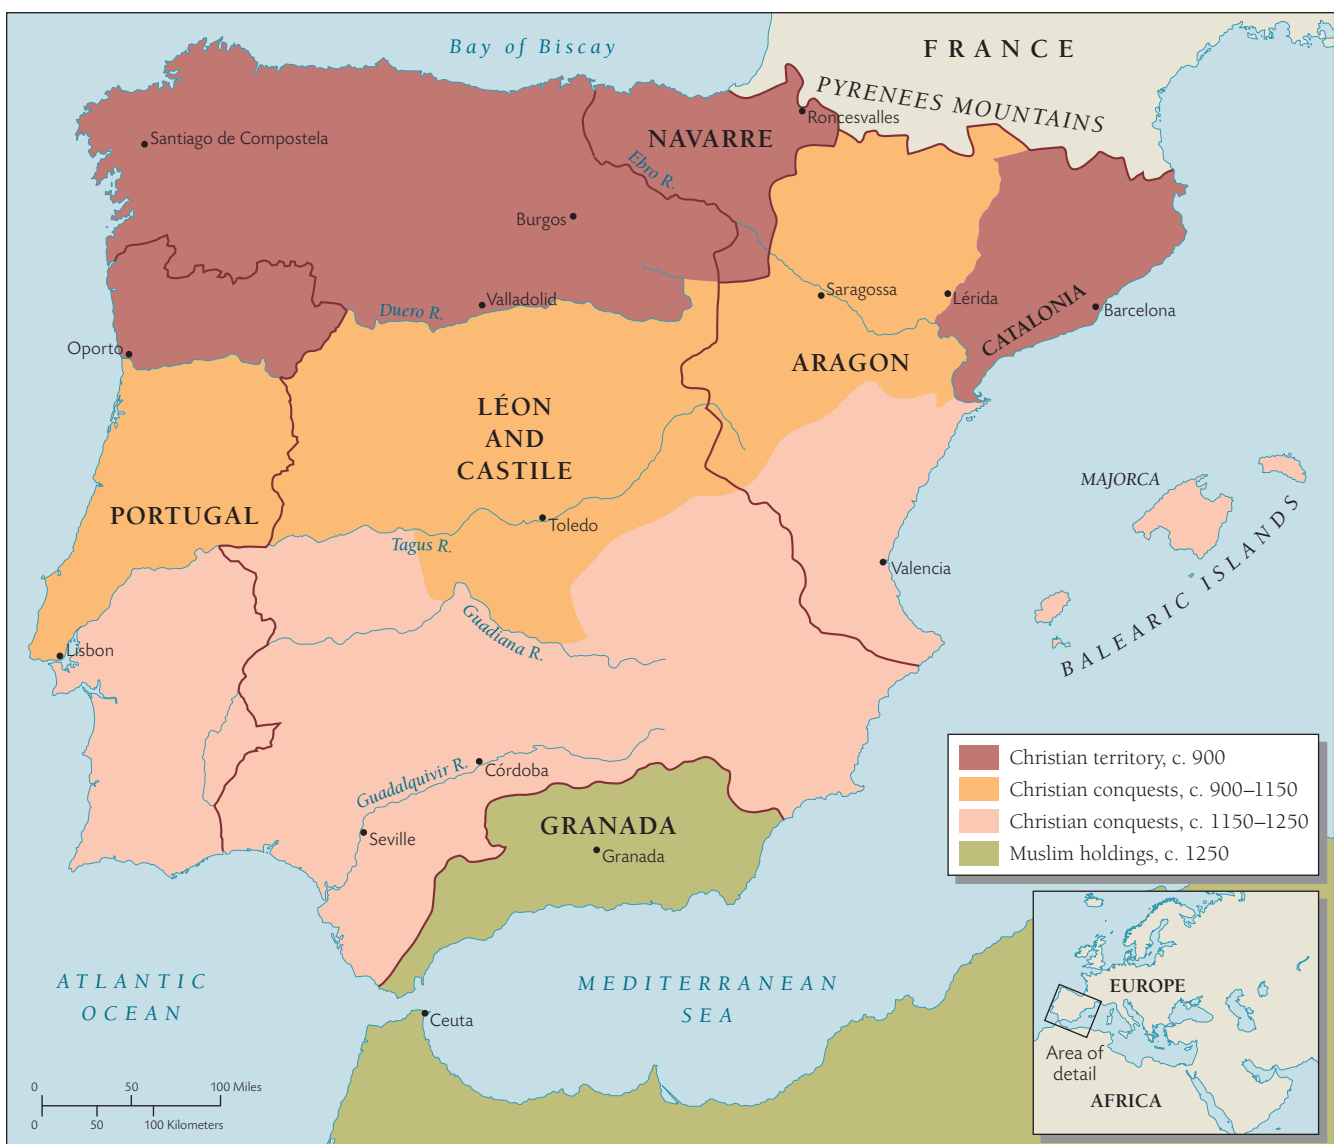 Bay of Biscay
FRANCE
PYRENEES MOUNTAINS
Roncesvalles
NAVARRE
Santiago de Compostela
Ebro R.
Burgos
Saragossa
Lérida
Valladolid
Duero R.
CATALONIA
Barcelona
Oporto
ARAGON
LÉON
AND
CASTILE
MAJORCA
PORTUGAL
Toledo
Tagus R.
Valencia
BALEARIC ISLANDS
Guadiana R.
Lisbon
Guadalquivir R.
Córdoba
Seville
GRANADA
Granada
Christian territory, c. 900
Christian conquests, c. 900–1150
Christian conquests, c. 1150–1250
Muslim holdings, c. 1250
ATLANTIC
OCEAN
MEDITERRANEAN
SEA
Ceuta
EUROPE
Area of
detail
AFRICA
0 50 100 Miles
0 50 100 Kilometers